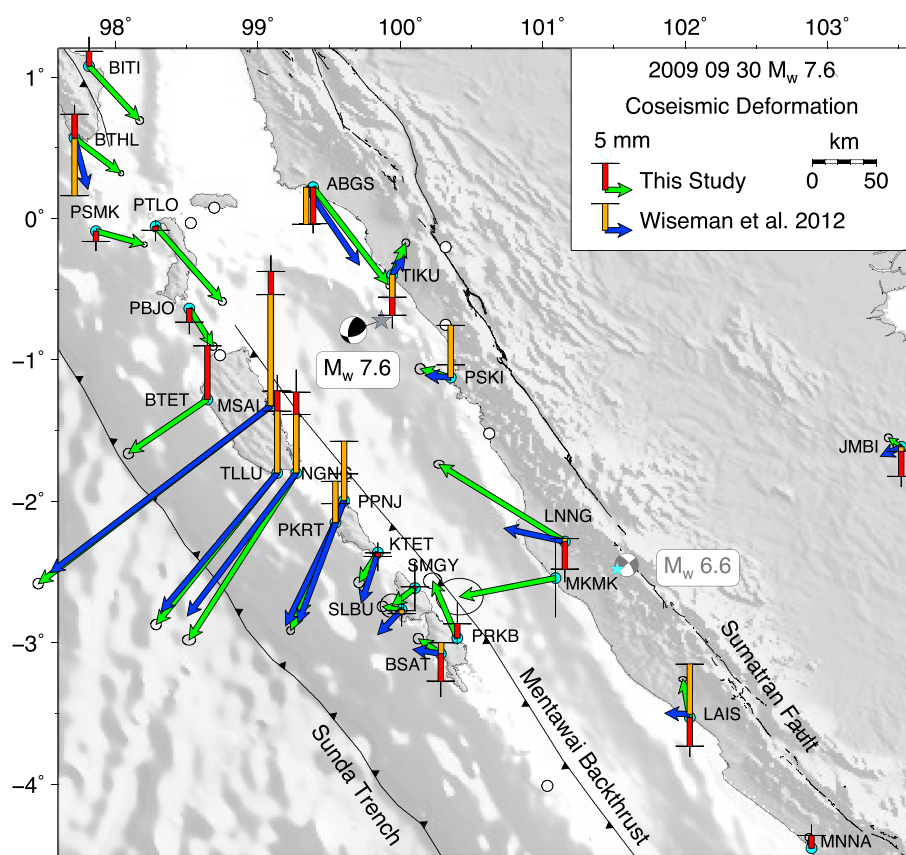 98° 99° 100° 101° 102° 103°
1°
0°
−1°
−2°
−3°
−4°
2009 09 30 Mw 7.6
Coseismic Deformation
5 mm
km
0 50
This Study
Wiseman et al. 2012
BITI
BTHL
PSMK
PTLO
ABGS
TIKU
PBJO
Mw 7.6
PSKI
BTET
MSAI
JMBI
TLLU
NGNG
PPNJ
PKRT
LNNG
KTET
SMGY
MKMK
Mw 6.6
SLBU
PRKB
BSAT
LAIS
MNNA
Sunda Trench
Mentawai Backthrust
Sumatran Fault